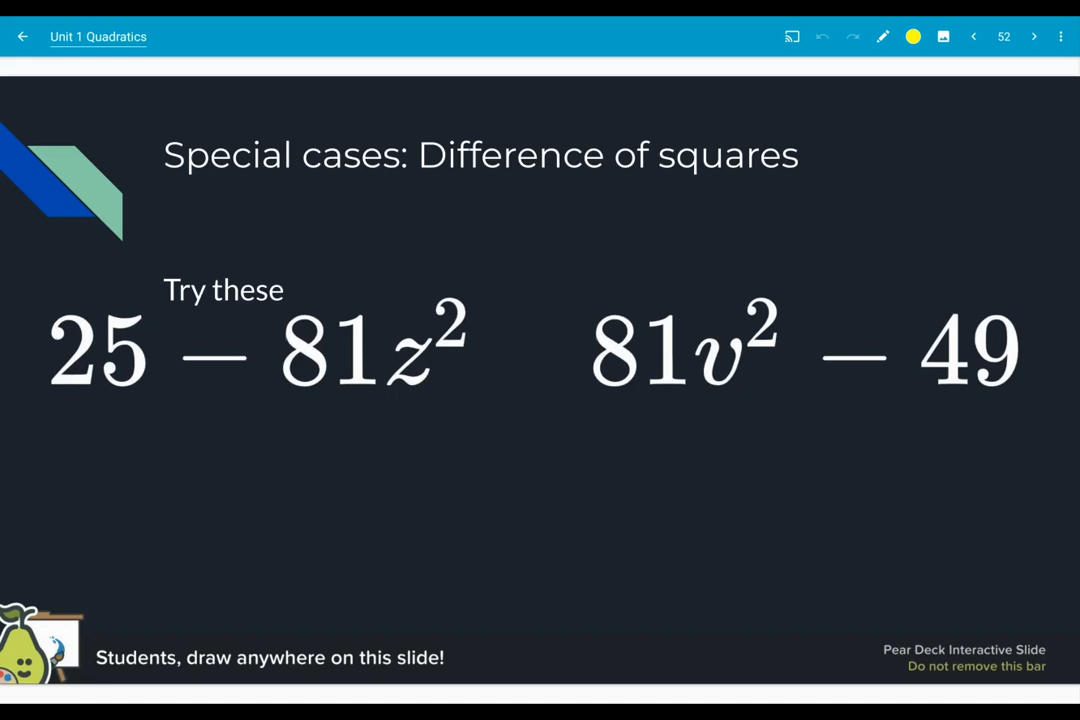 Unit 1 Quadratics
52
Special cases: Difference of squares
Try these
25 − 81z² 81v² − 49
Students, draw anywhere on this slide!
Pear Deck Interactive Slide
Do not remove this bar